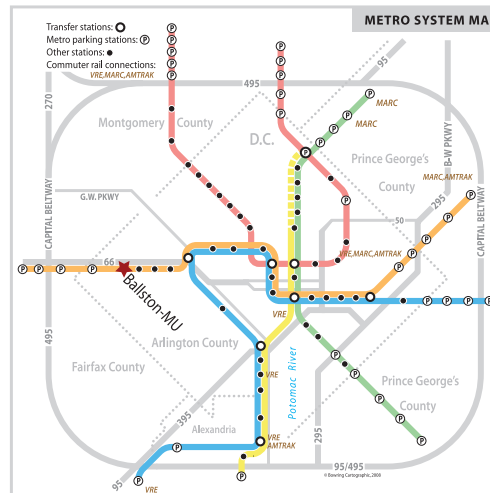 METRO SYSTEM MA
Transfer stations:
Metro parking stations: P
Other stations:
Commuter rail connections:
VRE,MARC,AMTRAK
495
95
270
MARC
MARC
Montgomery County
D.C.
Prince George's
County
B-W PKWY
MARC,AMTRAK
G.W. PKWY
295
50
CAPITAL BELTWAY
CAPITAL BELTWAY
VRE,MARC,AMTRAK
66
Ballston-MU
VRE
Arlington County
Fairfax County
495
Potomac River
VRE
Prince George's
County
395
Alexandria
VRE
AMTRAK
295
495
95
VRE
95/495
© Bowring Cartographic, 2008